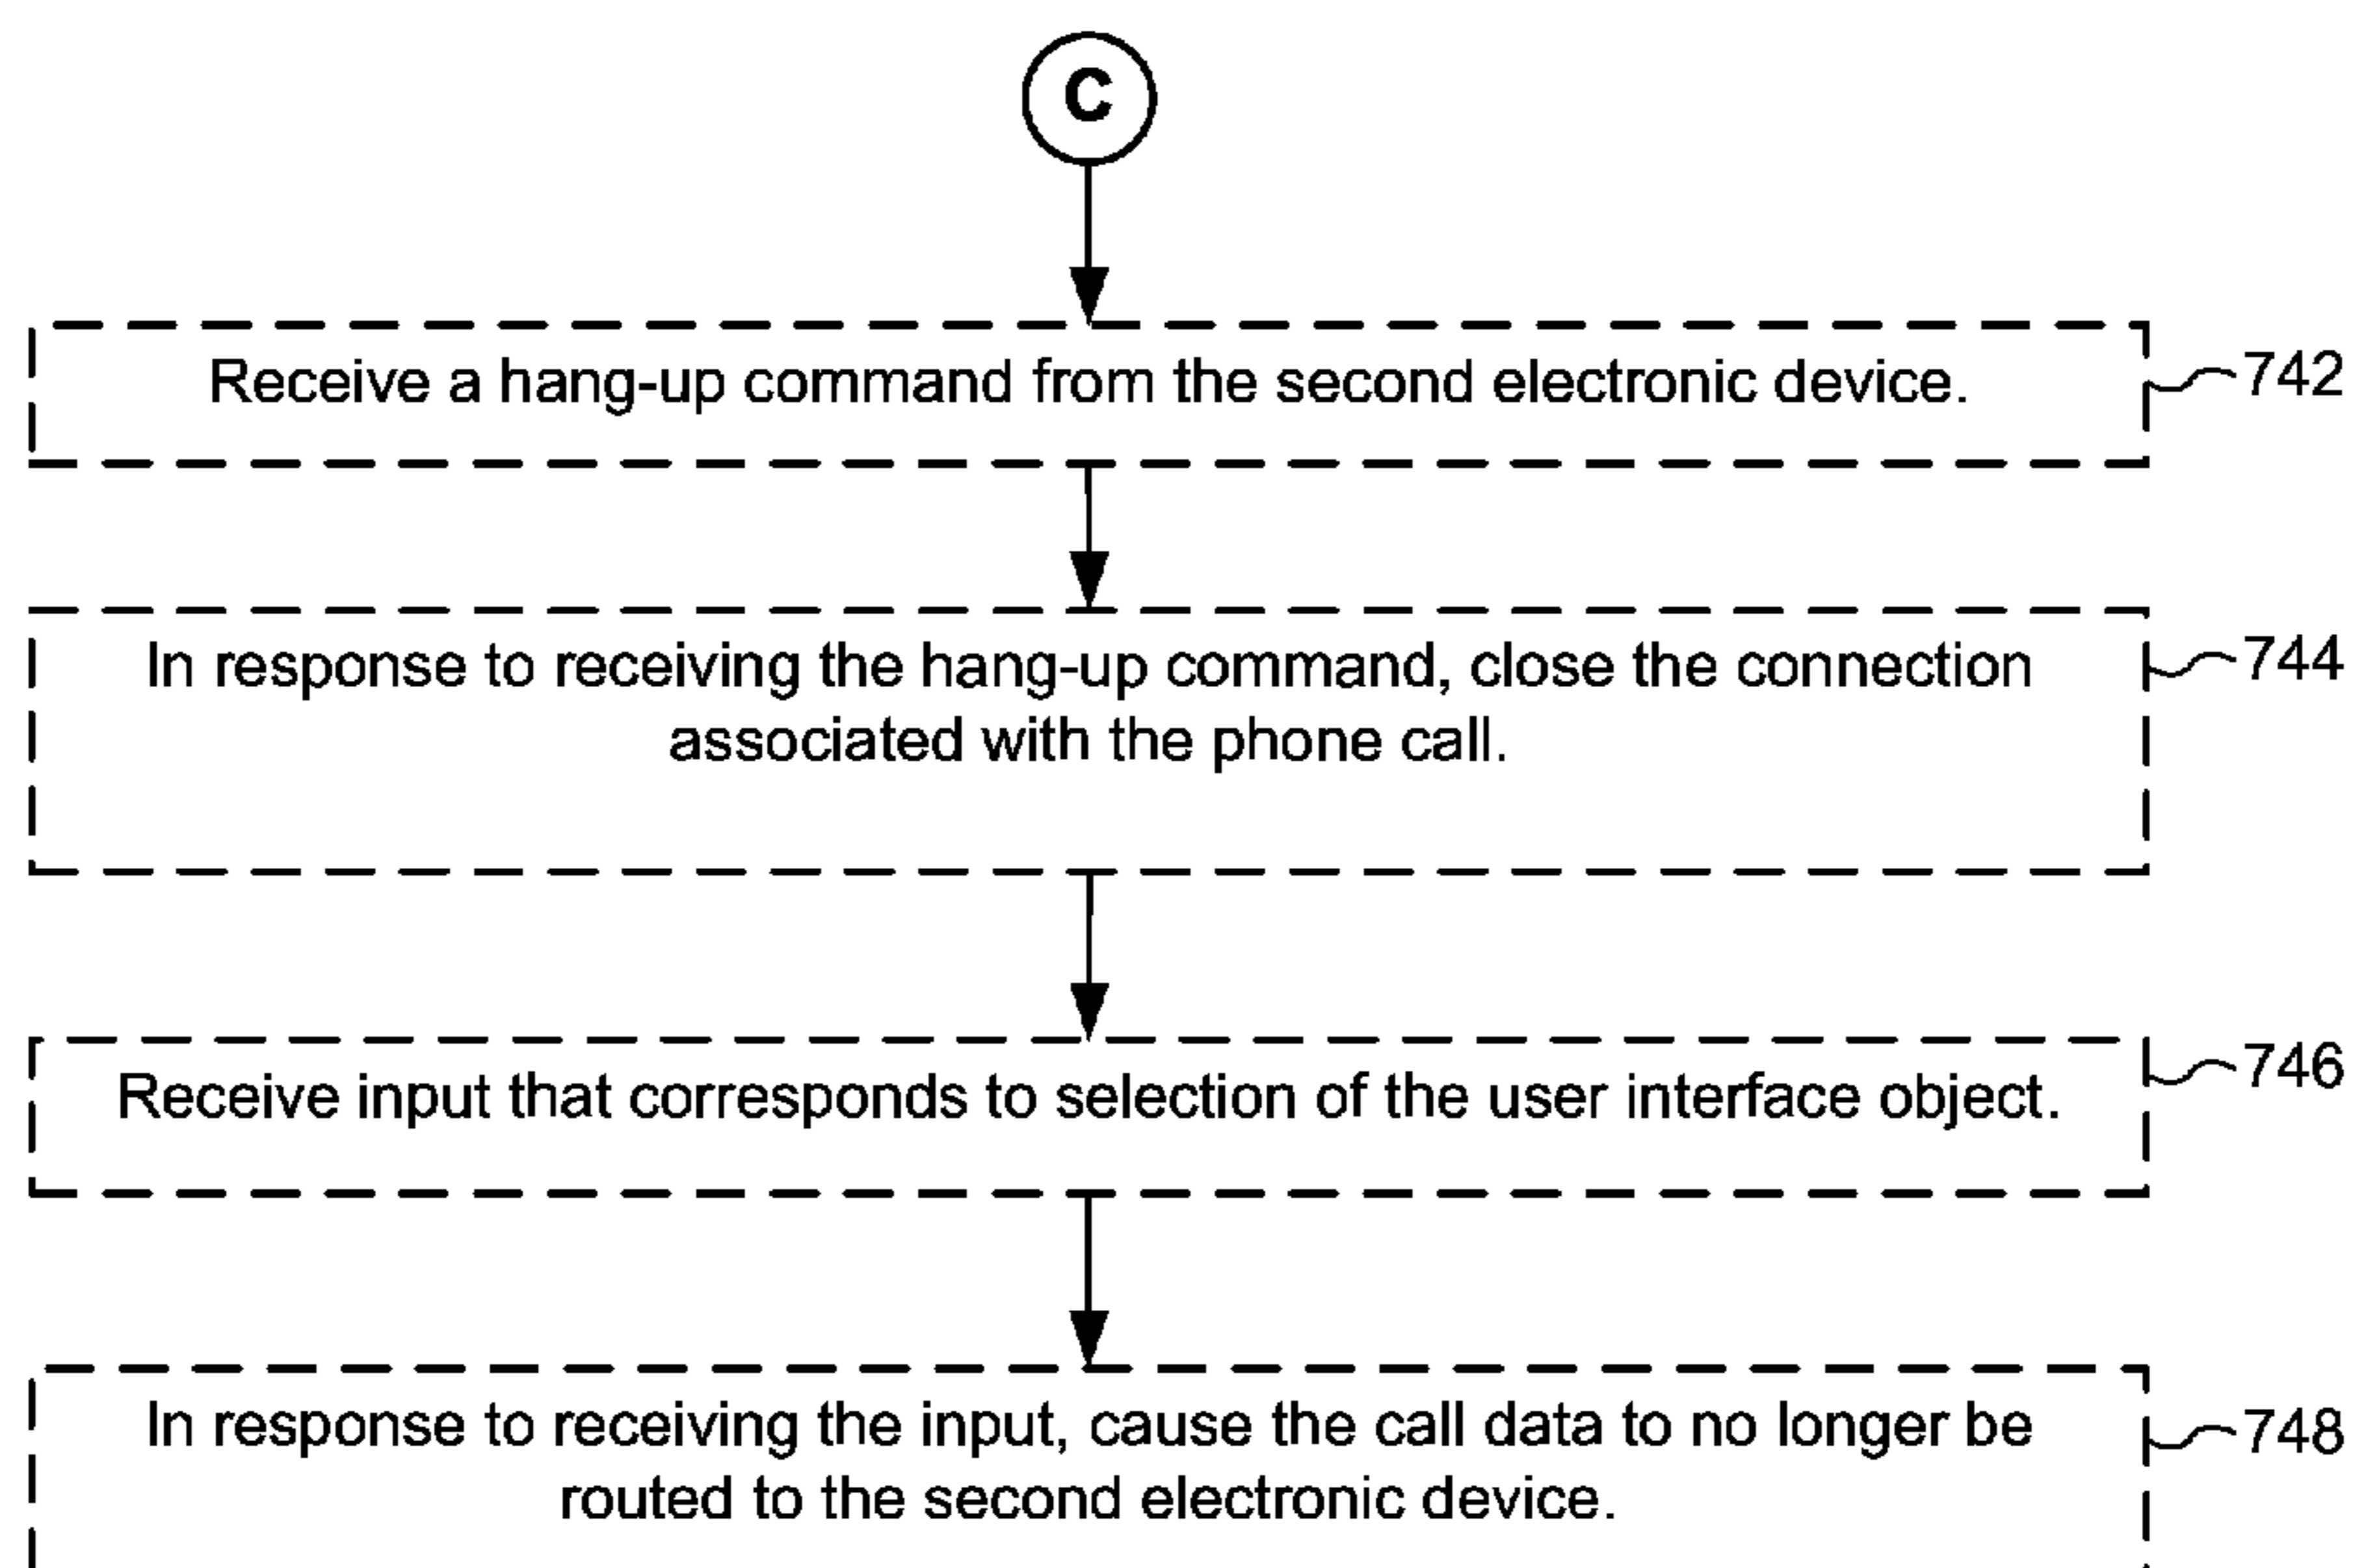 C
Receive a hang-up command from the second electronic device.
742
In response to receiving the hang-up command, close the connection
associated with the phone call.
744
Receive input that corresponds to selection of the user interface object.
746
In response to receiving the input, cause the call data to no longer be
routed to the second electronic device.
748